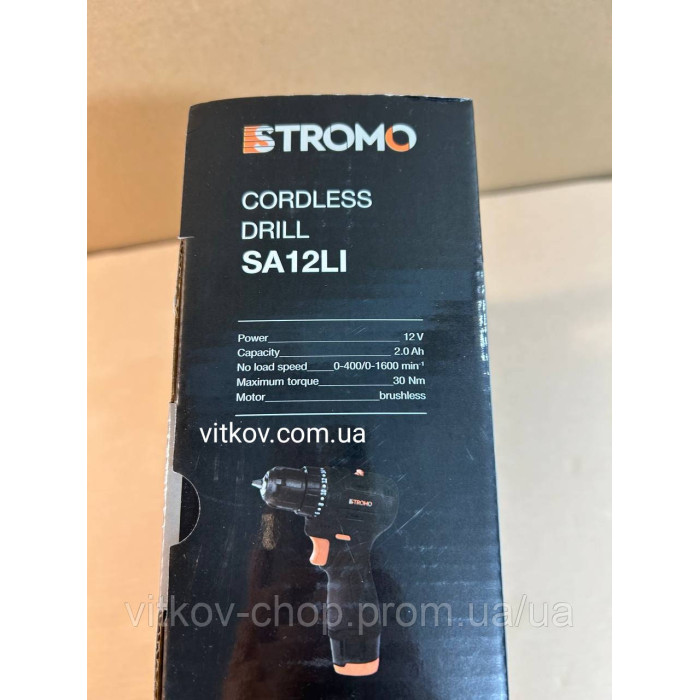 STROMO
CORDLESS
DRILL
SA12LI
Power 12 V
Capacity 2.0 Ah
No load speed 0-400/0-1600 min⁻¹
Maximum torque 30 Nm
Motor brushless
vitkov.com.ua
STROMO
vitkov-chop.prom.ua/ua